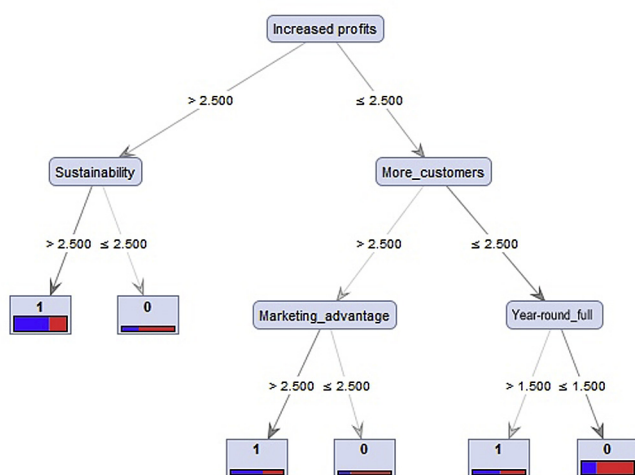 Increased profits
> 2.500
≤ 2.500
Sustainability
More_customers
> 2.500 ≤ 2.500
> 2.500
≤ 2.500
1
0
Marketing_advantage
Year-round_full
> 2.500 ≤ 2.500
> 1.500 ≤ 1.500
1
0
1
0